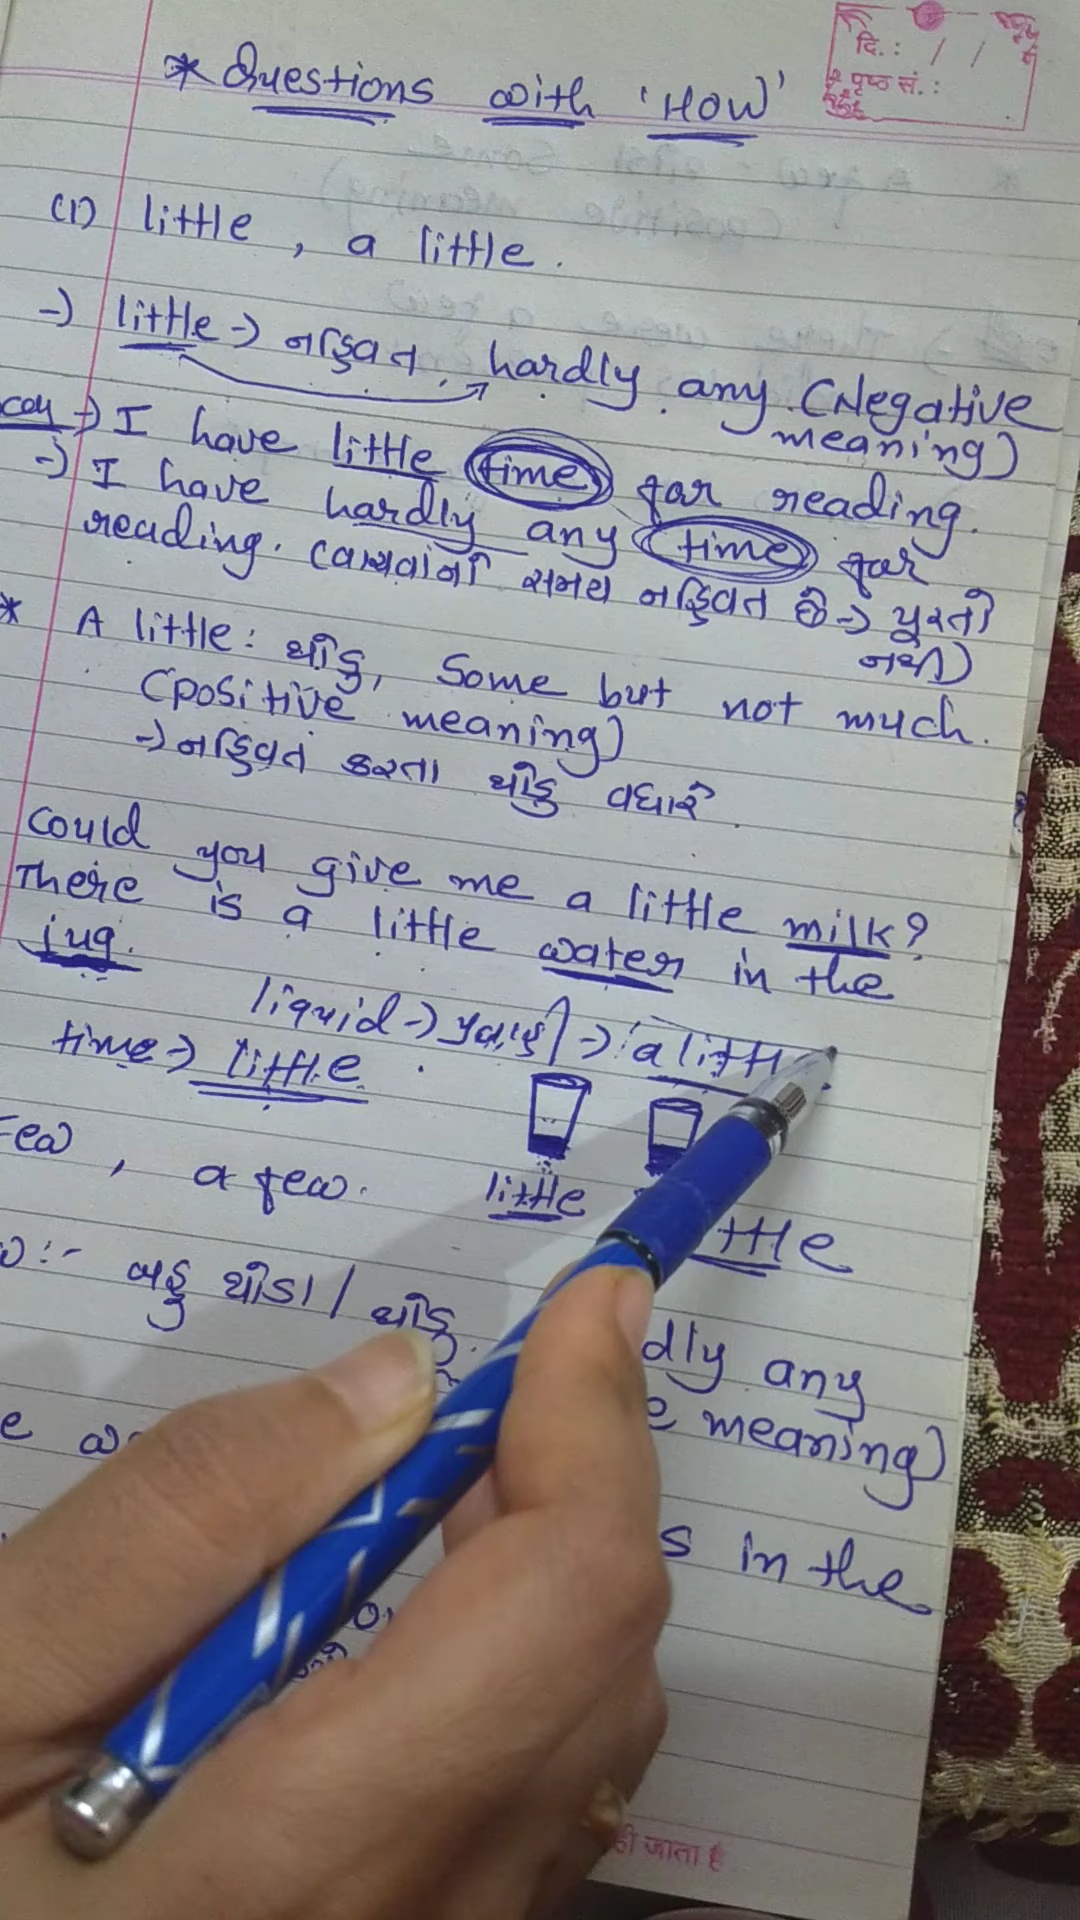 दि.: / /
पृष्ठ सं.:
* Questions with 'HOW'
(1) little, a little.
-) little -) નહિવત, hardly any (Negative
meaning)
-) I have little time for reading.
-) I have hardly any time for
reading. (વાંચવાનો સમય નહિવત છે -) પૂરતો
નથી)
* A little: થોડુ, Some but not much.
(positive meaning)
-) નહિવત કરતા થોડુ વધારે.
Could you give me a little milk?
There is a little water in the
jug.
liquid -) પ્રવાહી -) a littl
time -) little.
few, a few.
little
ttle
:- બહુ થોડા / થોડુ
dly any
meaning)
s in the
ही जाता है